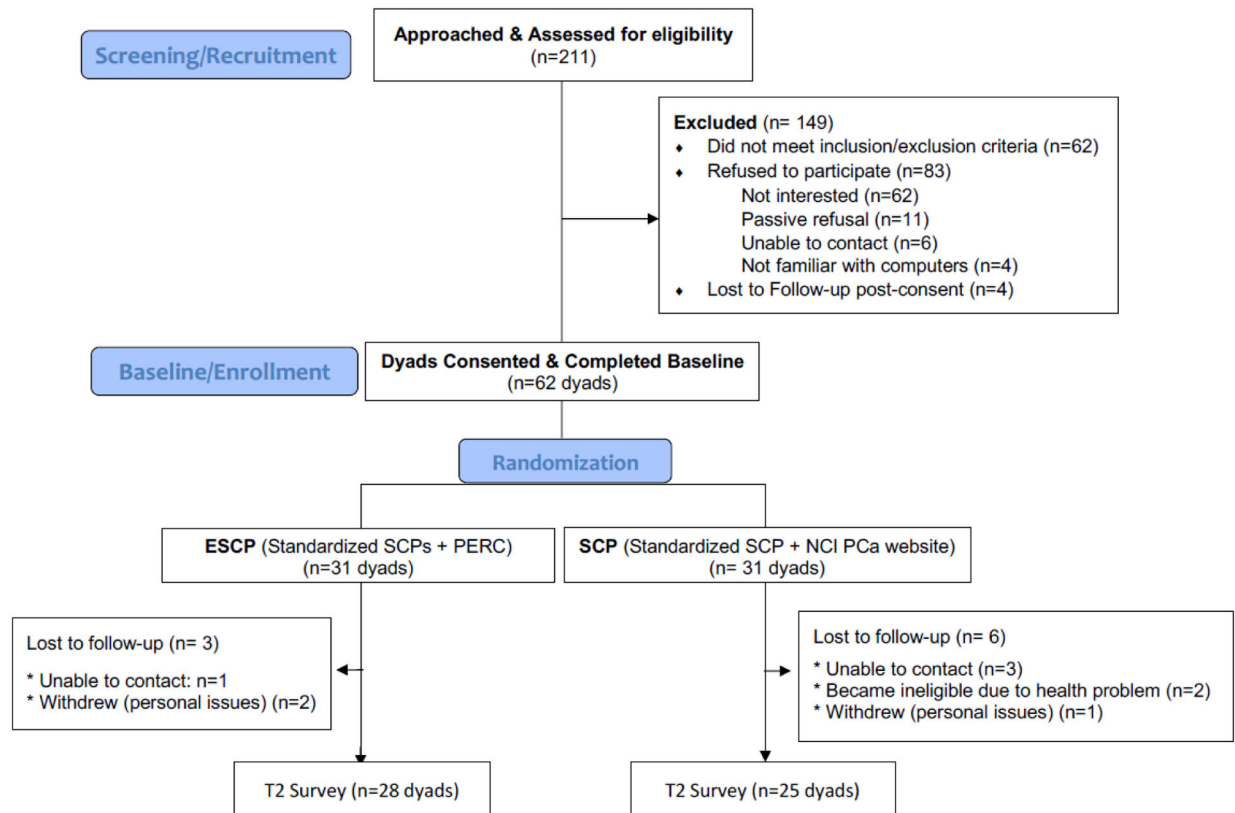 Screening/Recruitment
Approached & Assessed for eligibility
(n=211)
Excluded (n= 149)
⬧ Did not meet inclusion/exclusion criteria (n=62)
⬧ Refused to participate (n=83)
Not interested (n=62)
Passive refusal (n=11)
Unable to contact (n=6)
Not familiar with computers (n=4)
⬧ Lost to Follow-up post-consent (n=4)
Baseline/Enrollment
Dyads Consented & Completed Baseline
(n=62 dyads)
Randomization
ESCP (Standardized SCPs + PERC)
(n=31 dyads)
SCP (Standardized SCP + NCI PCa website)
(n= 31 dyads)
Lost to follow-up (n= 3)
* Unable to contact: n=1
* Withdrew (personal issues) (n=2)
Lost to follow-up (n= 6)
* Unable to contact (n=3)
* Became ineligible due to health problem (n=2)
* Withdrew (personal issues) (n=1)
T2 Survey (n=28 dyads)
T2 Survey (n=25 dyads)